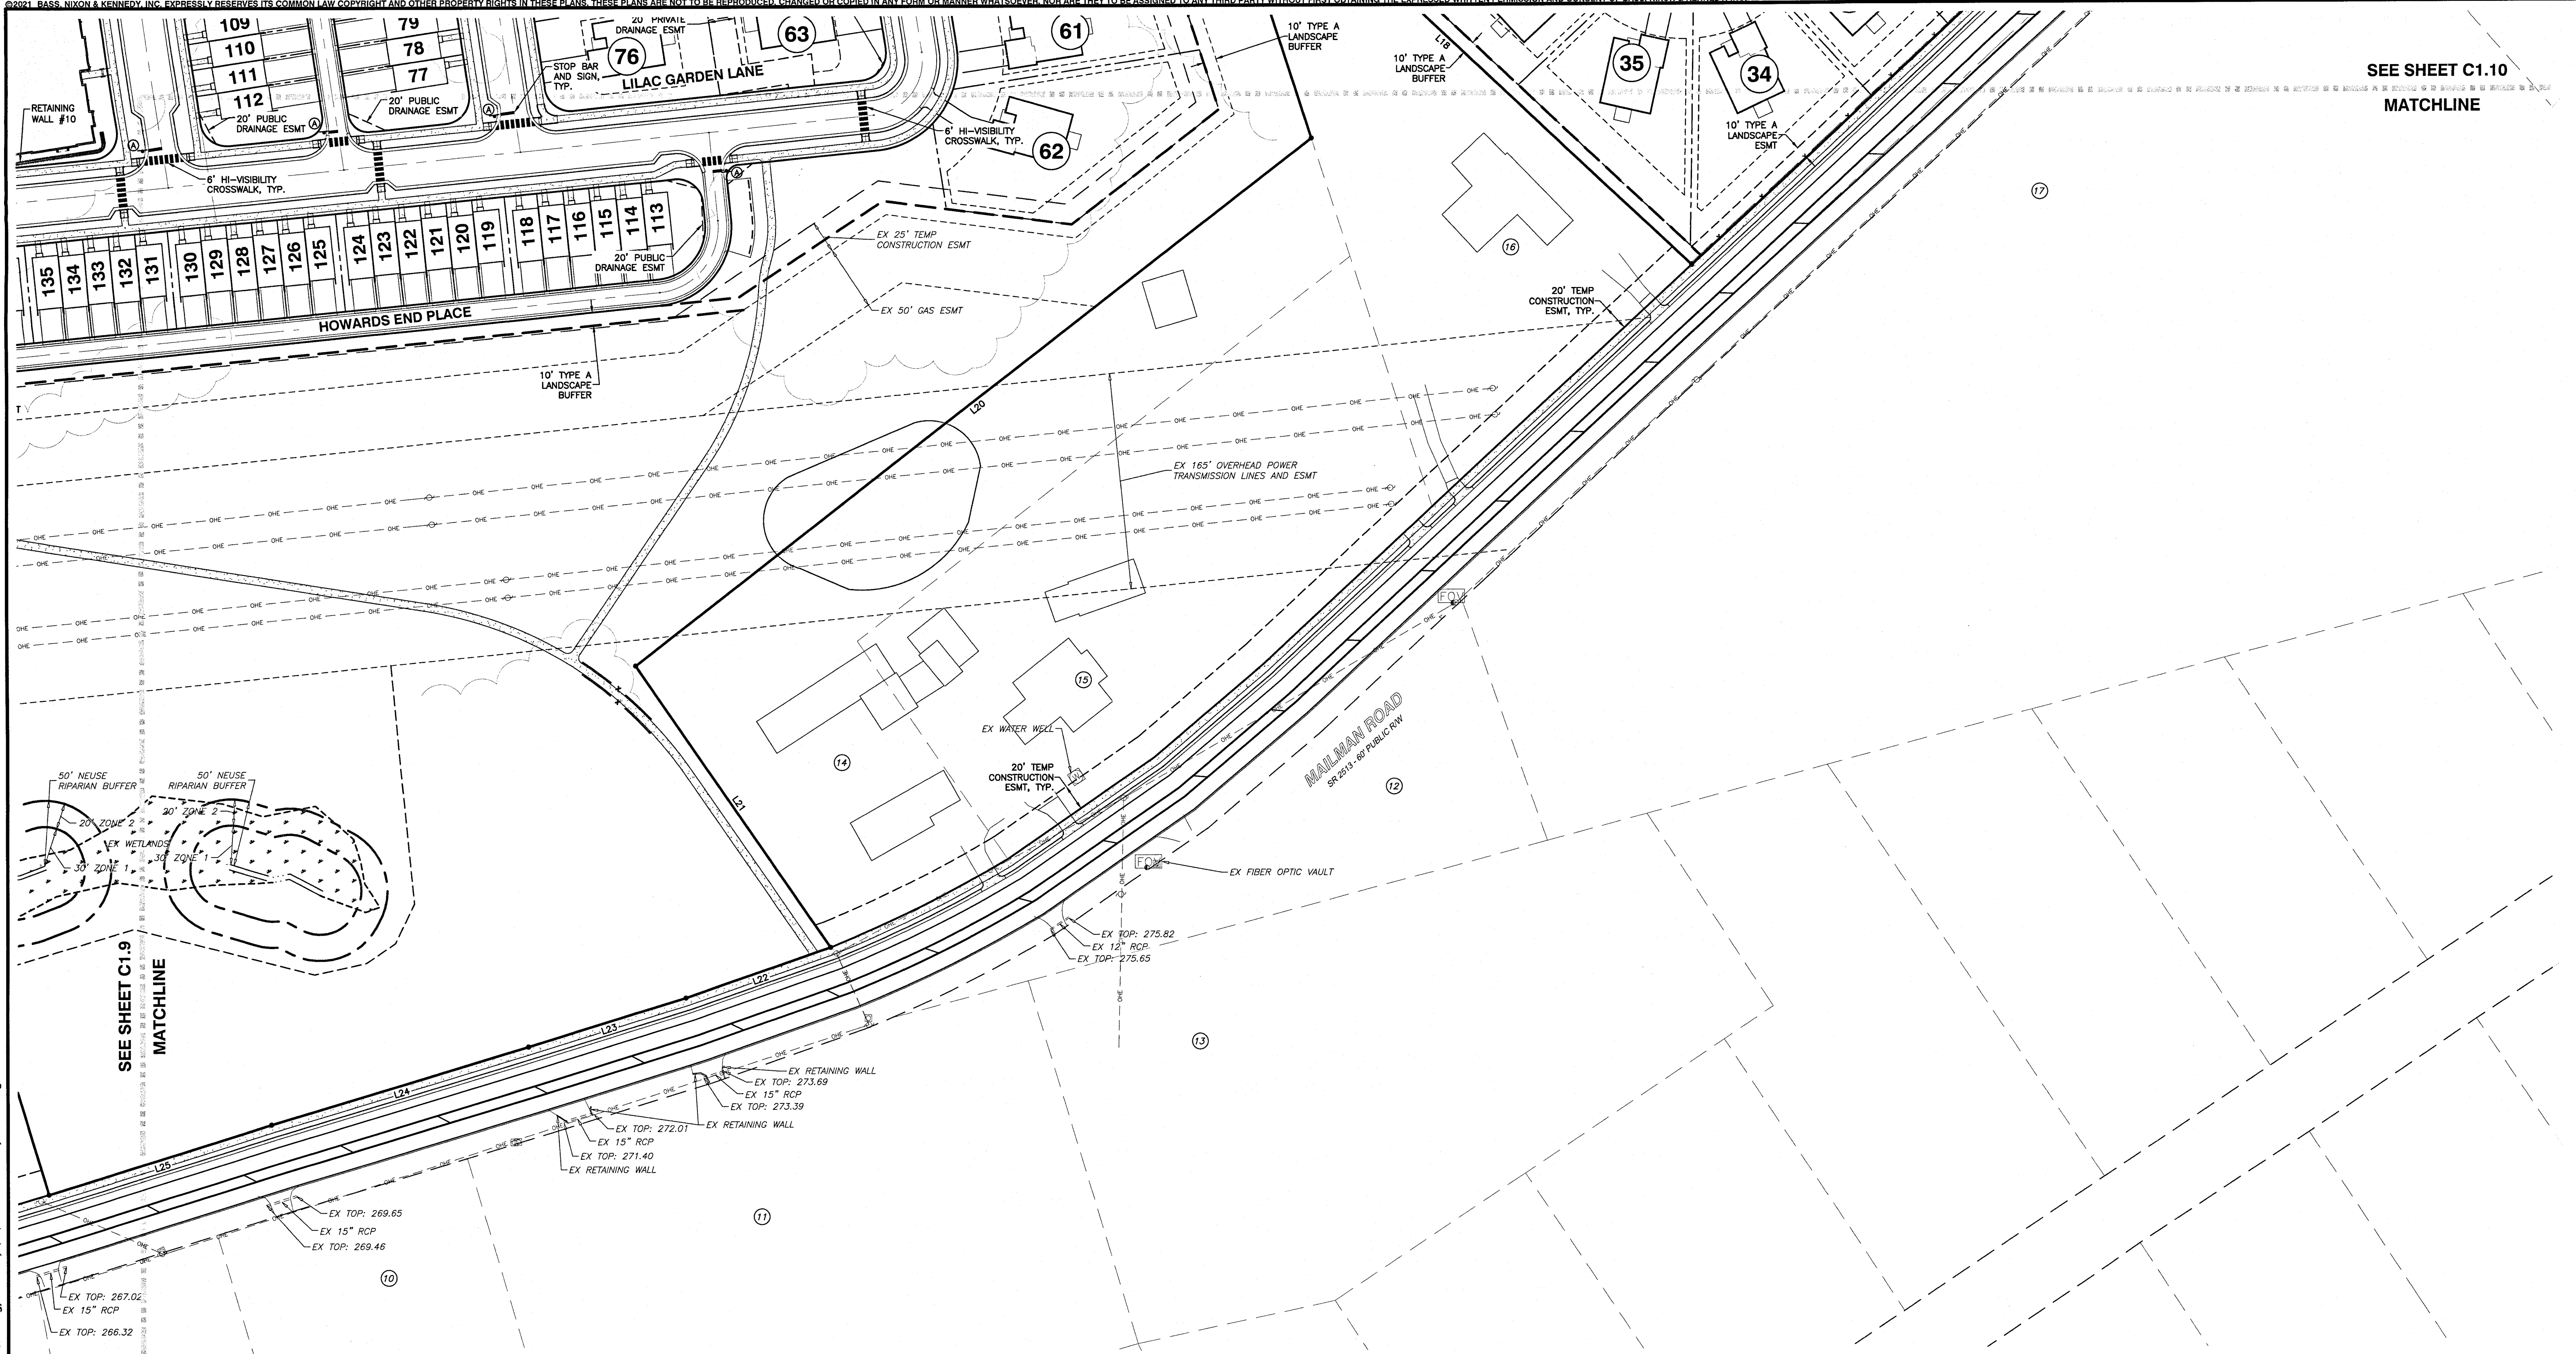 ©2021 BASS, NIXON & KENNEDY, INC. EXPRESSLY RESERVES ITS COMMON LAW COPYRIGHT AND OTHER PROPERTY RIGHTS IN THESE PLANS. THESE PLANS ARE NOT TO BE REPRODUCED, CHANGED OR COPIED IN ANY FORM OR MANNER WHATSOEVER, NOR ARE THEY TO BE ASSIGNED TO ANY THIRD PARTY WITHOUT FIRST OBTAINING THE EXPRESSED WRITTEN PERMISSION AND CONSENT OF
109
110
111
112
79
78
77
20' PRIVATE
DRAINAGE ESMT
76
63
61
62
STOP BAR
AND SIGN,
TYP.
LILAC GARDEN LANE
10' TYPE A
LANDSCAPE
BUFFER
L18
10' TYPE A
LANDSCAPE
BUFFER
35
34
SEE SHEET C1.10
MATCHLINE
RETAINING
WALL #10
20' PUBLIC
DRAINAGE ESMT
20' PUBLIC
DRAINAGE ESMT
A
A
A
A
6' HI-VISIBILITY
CROSSWALK, TYP.
6' HI-VISIBILITY
CROSSWALK, TYP.
10' TYPE A
LANDSCAPE
ESMT
17
16
135
134
133
132
131
130
129
128
127
126
125
124
123
122
121
120
119
118
117
116
115
114
113
20' PUBLIC
DRAINAGE ESMT
EX 25' TEMP
CONSTRUCTION ESMT
EX 50' GAS ESMT
HOWARDS END PLACE
10' TYPE A
LANDSCAPE
BUFFER
20' TEMP
CONSTRUCTION
ESMT, TYP.
T
L20
OHE
EX 165' OVERHEAD POWER
TRANSMISSION LINES AND ESMT
FOV
15
14
EX WATER WELL
W
20' TEMP
CONSTRUCTION
ESMT, TYP.
MAILMAN ROAD
SR 2513 - 60' PUBLIC R/W
12
L21
50' NEUSE
RIPARIAN BUFFER
50' NEUSE
RIPARIAN BUFFER
20' ZONE 2
20' ZONE 2
EX WETLANDS
30' ZONE 1
30' ZONE 1
FOV
EX FIBER OPTIC VAULT
EX TOP: 275.82
EX 12" RCP
EX TOP: 275.65
SEE SHEET C1.9
MATCHLINE
L22
L23
L24
L25
13
EX RETAINING WALL
EX TOP: 273.69
EX 15" RCP
EX TOP: 273.39
EX RETAINING WALL
EX TOP: 272.01
EX 15" RCP
EX TOP: 271.40
EX RETAINING WALL
EX TOP: 269.65
EX 15" RCP
EX TOP: 269.46
11
10
EX TOP: 267.02
EX 15" RCP
EX TOP: 266.32